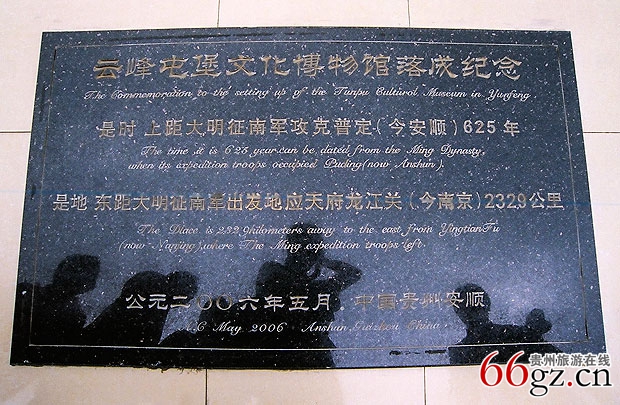 云峰屯堡文化博物馆落成纪念
The Commemoration to the setting up of the Tunpu Culturol Museum in Yunfeng
是时 上距大明征南军攻克普定(今安顺)625年
The time it is 625 year.can be dated from the Ming Dynasty,
when its expedition troops occupied Puding(now Anshun).
是地 东距大明征南军出发地应天府龙江关(今南京)2329公里
The Place is 2329kilometers away to the east from YingtianFu
(now Nanjing),where The Ming expedition troops left.
公元二〇〇六年五月.中国贵州安顺
May 2006 Anshun,Guizhou China
贵州旅游在线
66gz.cn